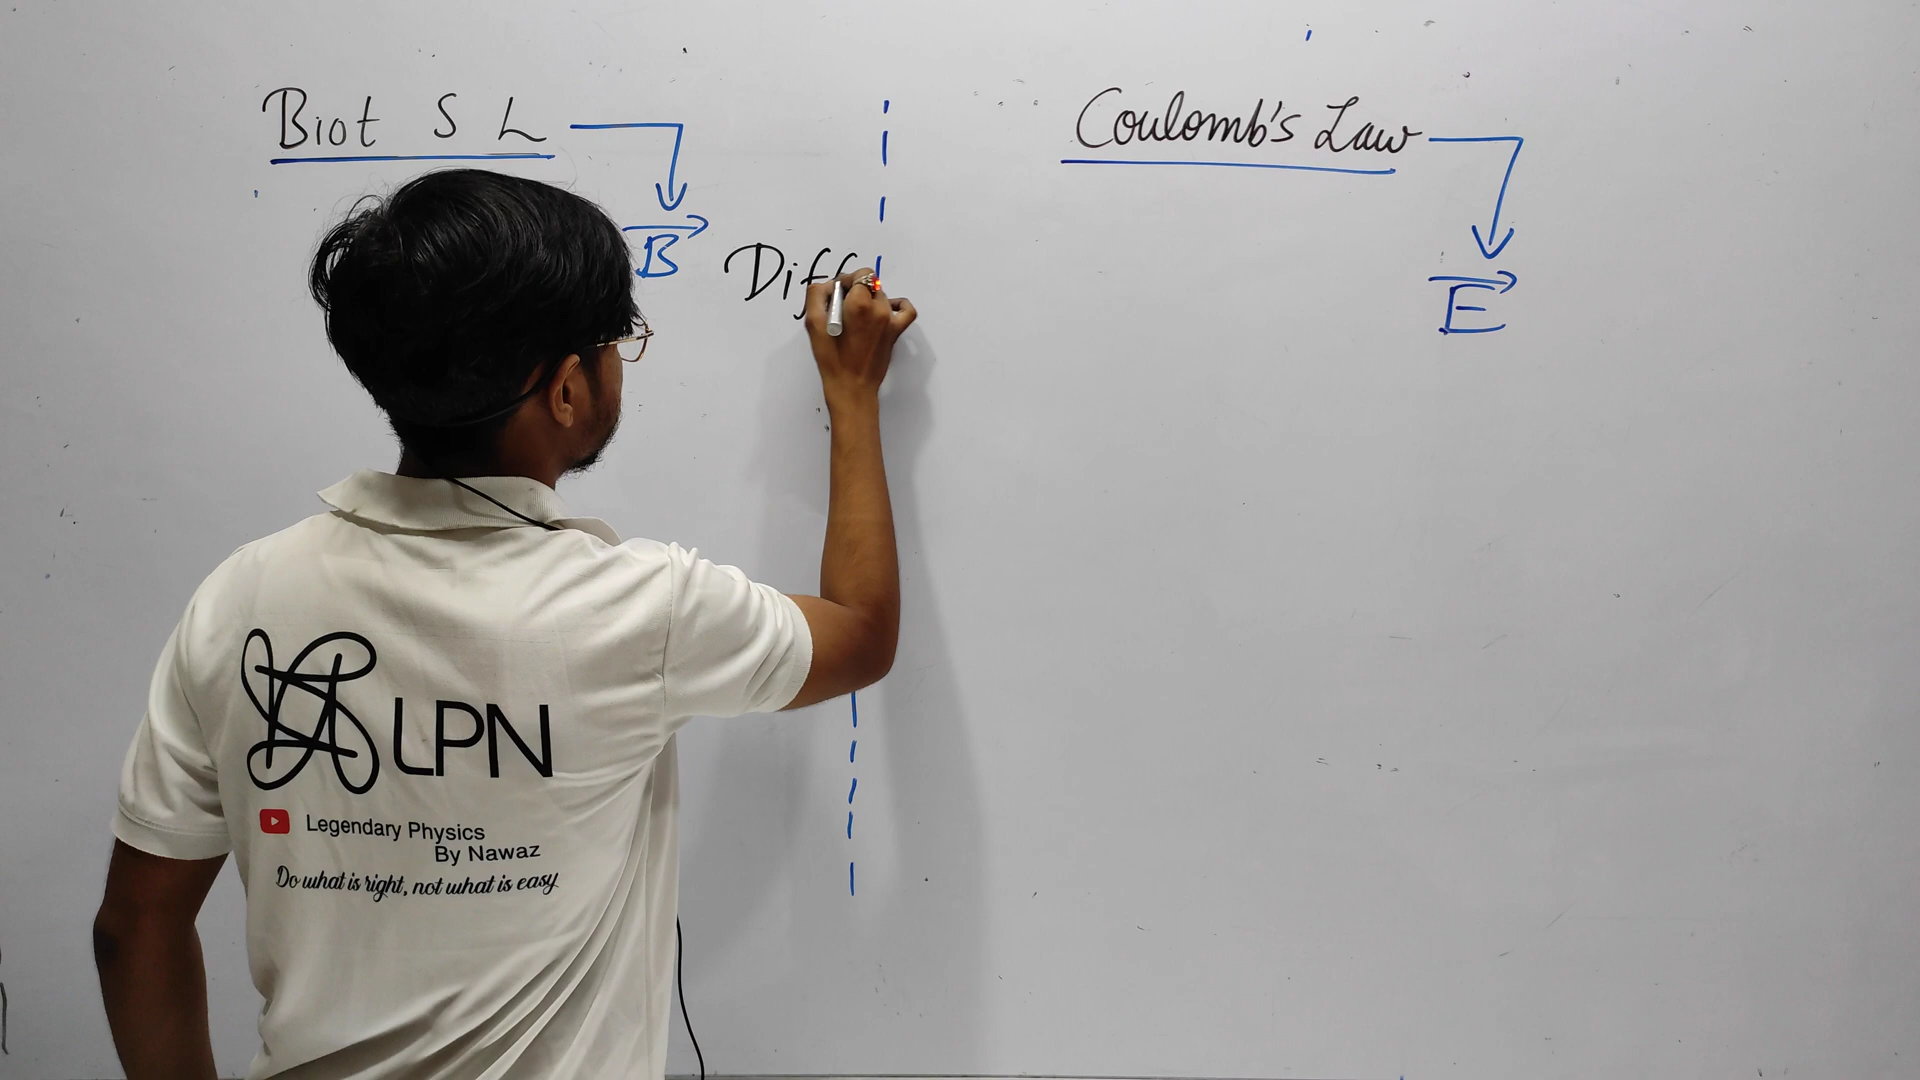 Biot S L
B
Diff
Coulomb's Law
E
LPN
Legendary Physics
By Nawaz
Do what is right, not what is easy